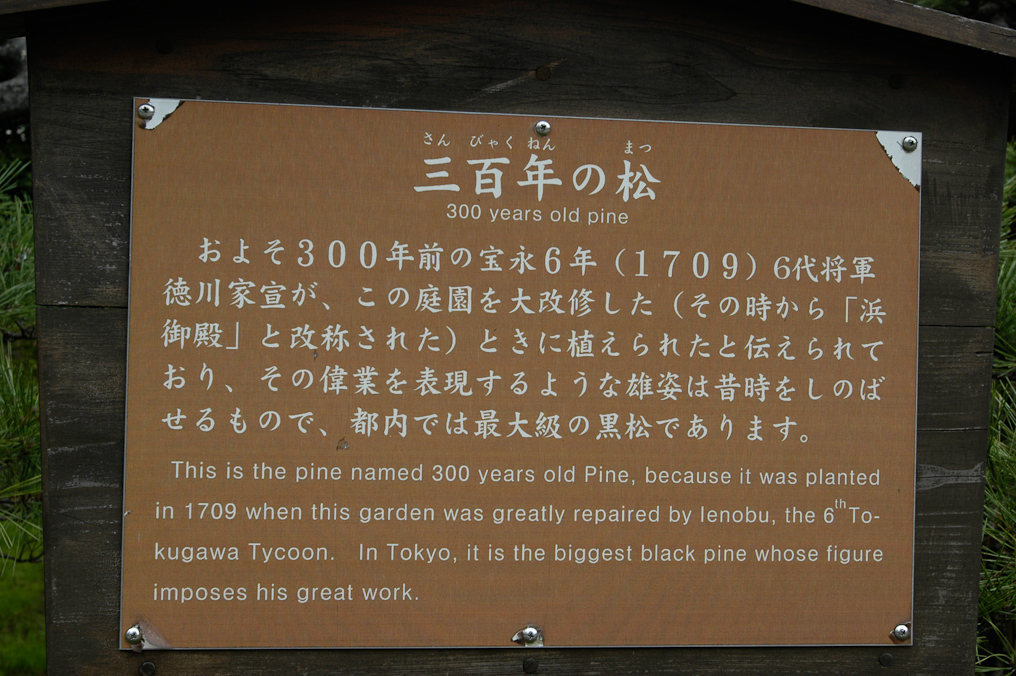 さん びゃく ねん まつ
三百年の松
300 years old pine
およそ３００年前の宝永６年（１７０９）６代将軍
徳川家宣が、この庭園を大改修した（その時から「浜
御殿」と改称された）ときに植えられたと伝えられて
おり、その偉業を表現するような雄姿は昔時をしのば
せるもので、都内では最大級の黒松であります。
This is the pine named 300 years old Pine, because it was planted
in 1709 when this garden was greatly repaired by Ienobu, the 6th To-
kugawa Tycoon. In Tokyo, it is the biggest black pine whose figure
imposes his great work.